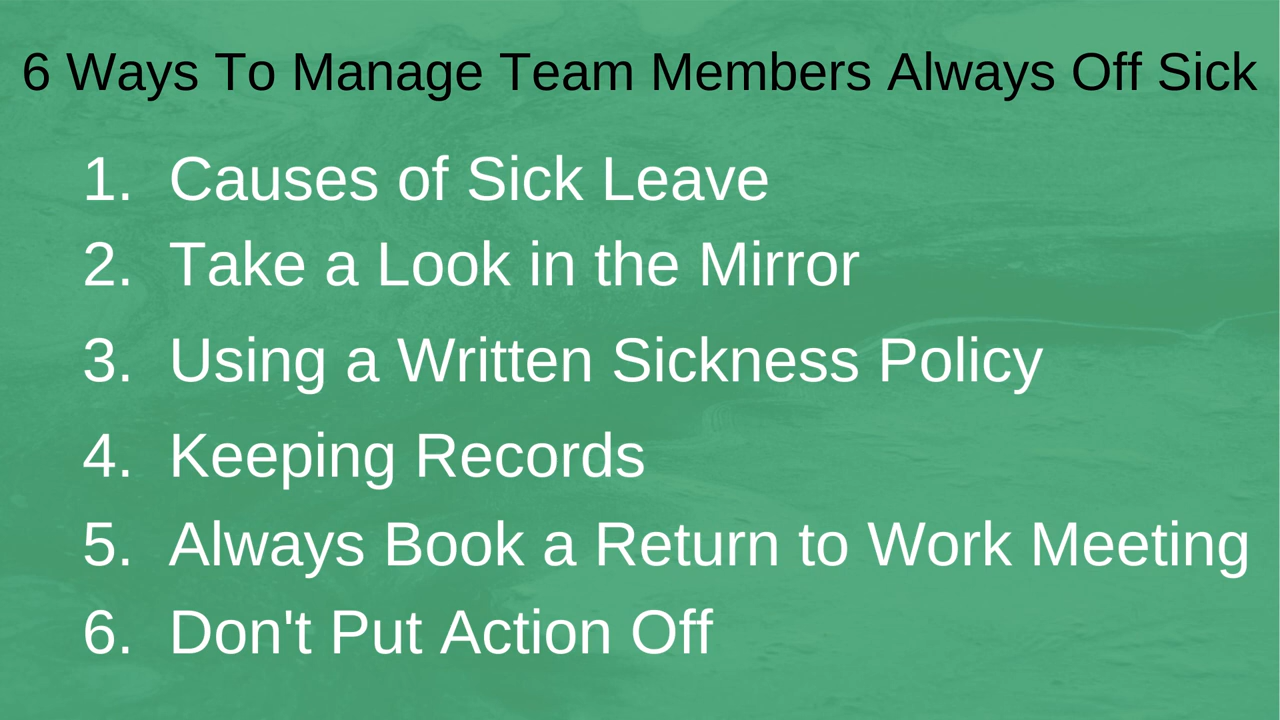 6 Ways To Manage Team Members Always Off Sick
1. Causes of Sick Leave
2. Take a Look in the Mirror
3. Using a Written Sickness Policy
4. Keeping Records
5. Always Book a Return to Work Meeting
6. Don't Put Action Off